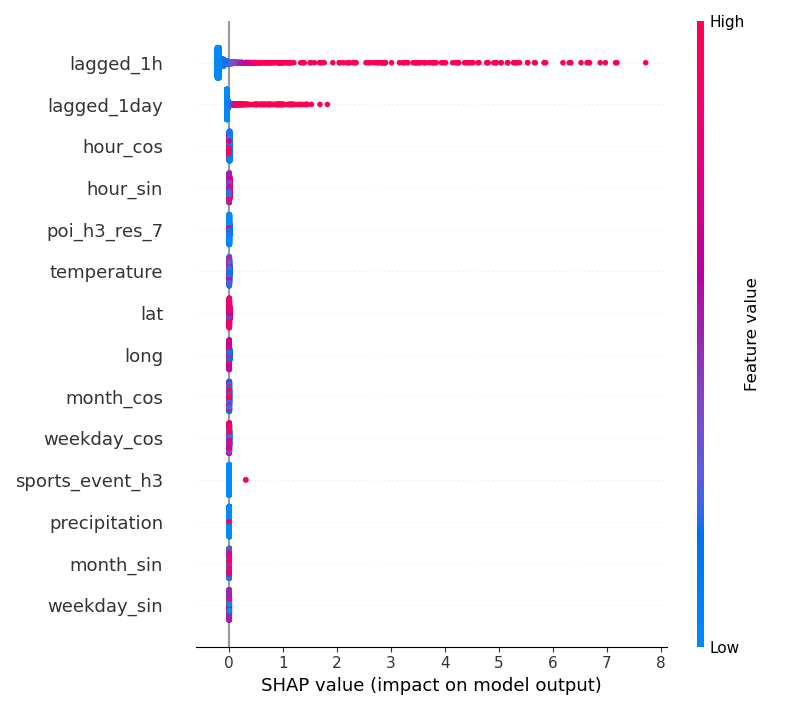 High
lagged_1h
lagged_1day
hour_cos
hour_sin
poi_h3_res_7
temperature
lat
long
month_cos
weekday_cos
sports_event_h3
precipitation
month_sin
weekday_sin
Feature value
Low
0 1 2 3 4 5 6 7 8
SHAP value (impact on model output)